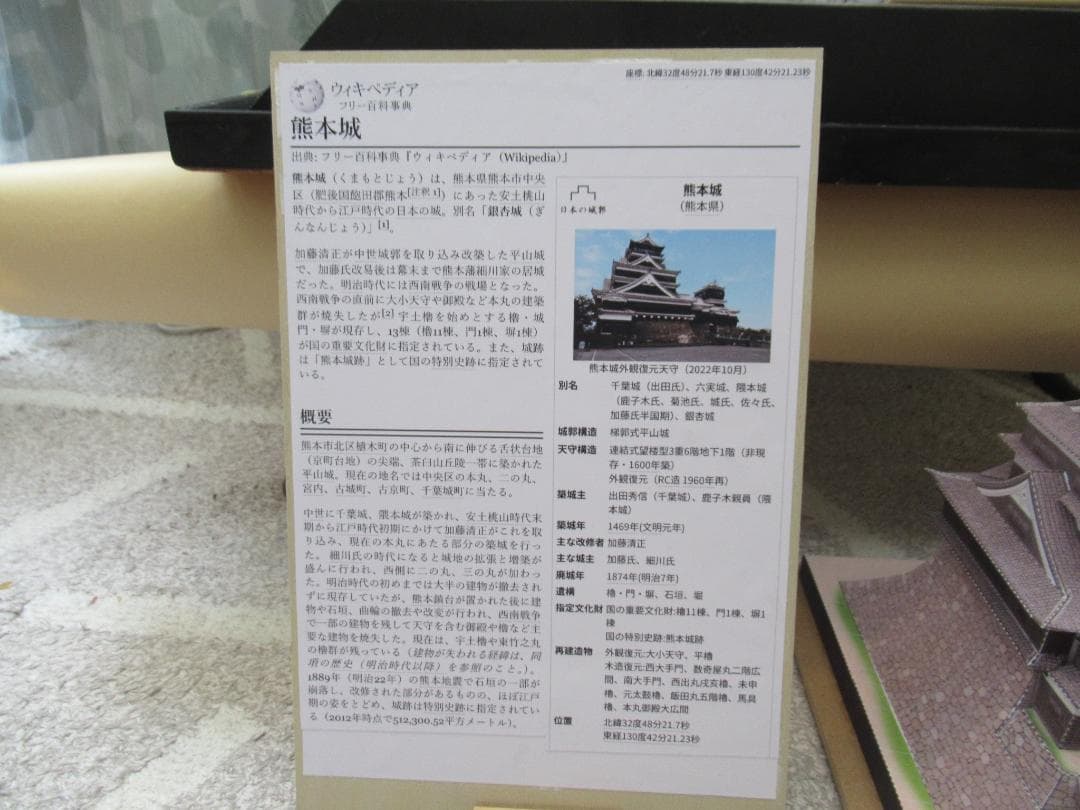 座標: 北緯32度48分21.7秒 東経130度42分21.23秒
ウィキペディア
フリー百科事典
熊本城
出典: フリー百科事典『ウィキペディア（Wikipedia）』
熊本城（くまもとじょう）は、熊本県熊本市中央
区（肥後国飽田郡熊本[注釈 1]）にあった安土桃山
時代から江戸時代の日本の城。別名「銀杏城（ぎ
んなんじょう）」[1]。
加藤清正が中世城郭を取り込み改築した平山城
で、加藤氏改易後は幕末まで熊本藩細川家の居城
だった。明治時代には西南戦争の戦場となった。
西南戦争の直前に大小天守や御殿など本丸の建築
群が焼失したが[2]宇土櫓を始めとする櫓・城
門・塀が現存し、13棟（櫓11棟、門1棟、塀1棟）
が国の重要文化財に指定されている。また、城跡
は「熊本城跡」として国の特別史跡に指定されて
いる。
概要
熊本市北区植木町の中心から南に伸びる舌状台地
（京町台地）の尖端、茶臼山丘陵一帯に築かれた
平山城。現在の地名では中央区の本丸、二の丸、
宮内、古城町、古京町、千葉城町に当たる。
中世に千葉城、隈本城が築かれ、安土桃山時代末
期から江戸時代初期にかけて加藤清正がこれを取
り込み、現在の本丸にあたる部分の築城を行っ
た。 細川氏の時代になると城地の拡張と増築が
盛んに行われ、西側に二の丸、三の丸が加わっ
た。明治時代の初めまでは大半の建物が撤去され
ずに現存していたが、熊本鎮台が置かれた後に建
物や石垣、曲輪の撤去や改変が行われ、西南戦争
で一部の建物を残して天守を含む御殿や櫓など主
要な建物を焼失した。現在は、宇土櫓や東竹之丸
の櫓群が残っている（建物が失われる経緯は、同
項の歴史（明治時代以降）を参照のこと。）。
1889年（明治22年）の熊本地震で石垣の一部が
崩落し、改修された部分があるものの、ほぼ江戸
期の姿をとどめ、城跡は特別史跡に指定されてい
る（2012年時点で512,300.52平方メートル）。
熊本城
（熊本県）
日本の城郭
熊本城外観復元天守（2022年10月）
別名 千葉城（出田氏）、六実城、隈本城
（鹿子木氏、菊池氏、城氏、佐々氏、
加藤氏半国期）、銀杏城
城郭構造 梯郭式平山城
天守構造 連結式望楼型3重6階地下1階（非現
存・1600年築）
外観復元（RC造 1960年再）
築城主 出田秀信（千葉城）、鹿子木親員（隈
本城）
築城年 1469年(文明元年)
主な改修者 加藤清正
主な城主 加藤氏、細川氏
廃城年 1874年(明治7年)
遺構 櫓・門・塀、石垣、堀
指定文化財 国の重要文化財:櫓11棟、門1棟、塀1
棟
国の特別史跡:熊本城跡
再建造物 外観復元:大小天守、平櫓
木造復元:西大手門、数寄屋丸二階広
間、南大手門、西出丸戌亥櫓、未申
櫓、元太鼓櫓、飯田丸五階櫓、馬具
櫓、本丸御殿大広間
位置 北緯32度48分21.7秒
東経130度42分21.23秒